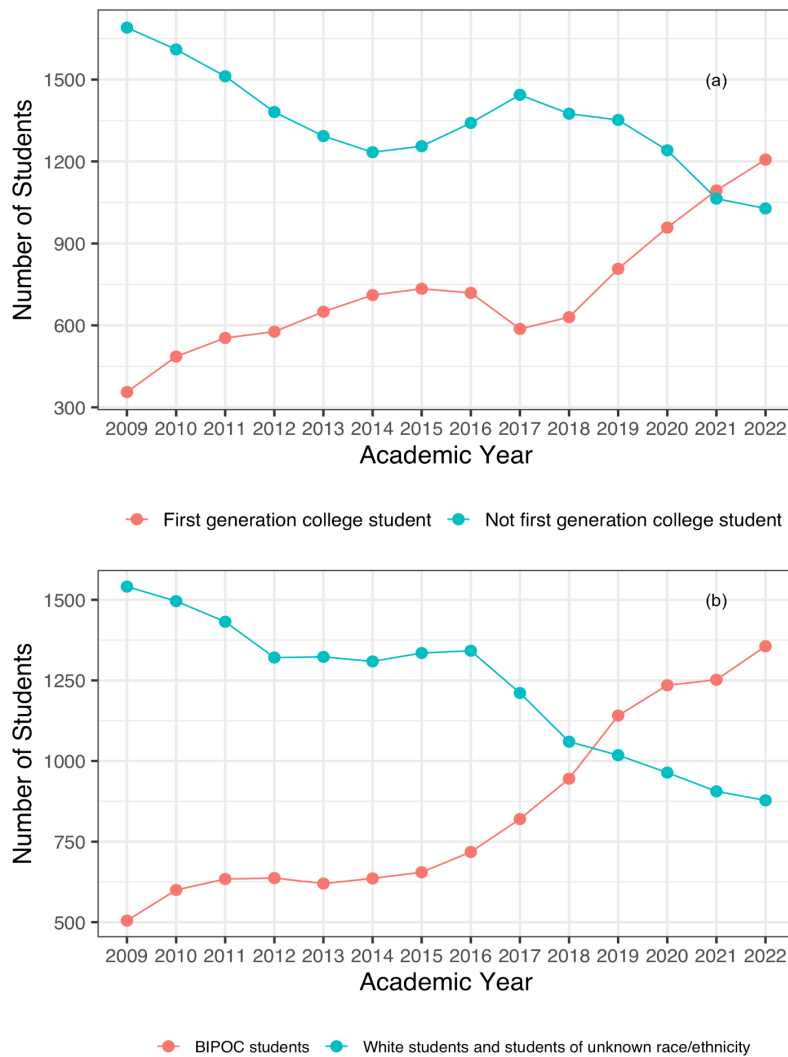 (a)
Number of Students
1500
1200
900
600
300
2009 2010 2011 2012 2013 2014 2015 2016 2017 2018 2019 2020 2021 2022
Academic Year
First generation college student Not first generation college student
(b)
Number of Students
1500
1250
1000
750
500
2009 2010 2011 2012 2013 2014 2015 2016 2017 2018 2019 2020 2021 2022
Academic Year
BIPOC students White students and students of unknown race/ethnicity